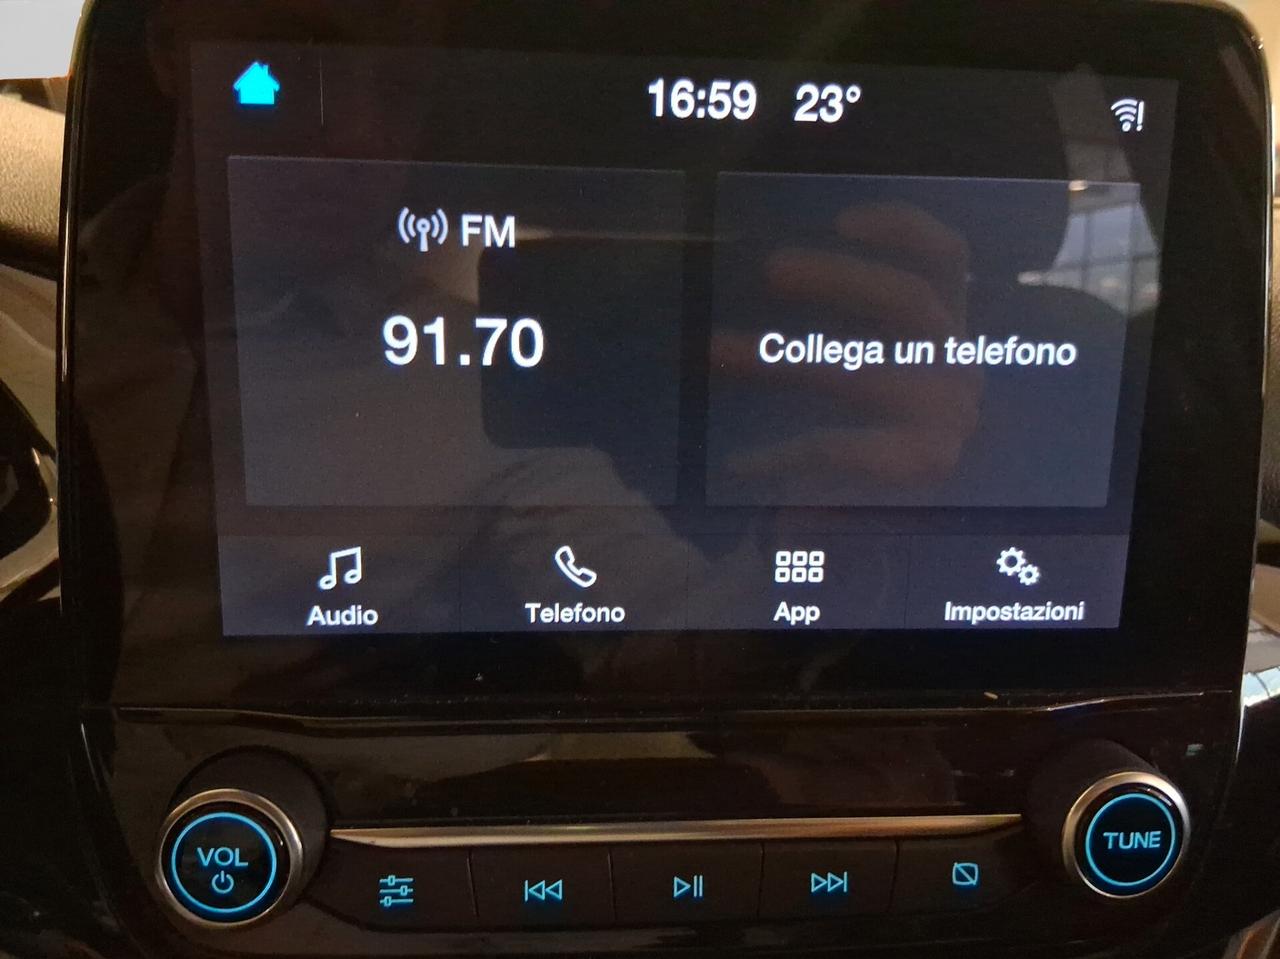 16:59 23°
FM
91.70
Collega un telefono
Audio Telefono App Impostazioni
VOL
TUNE